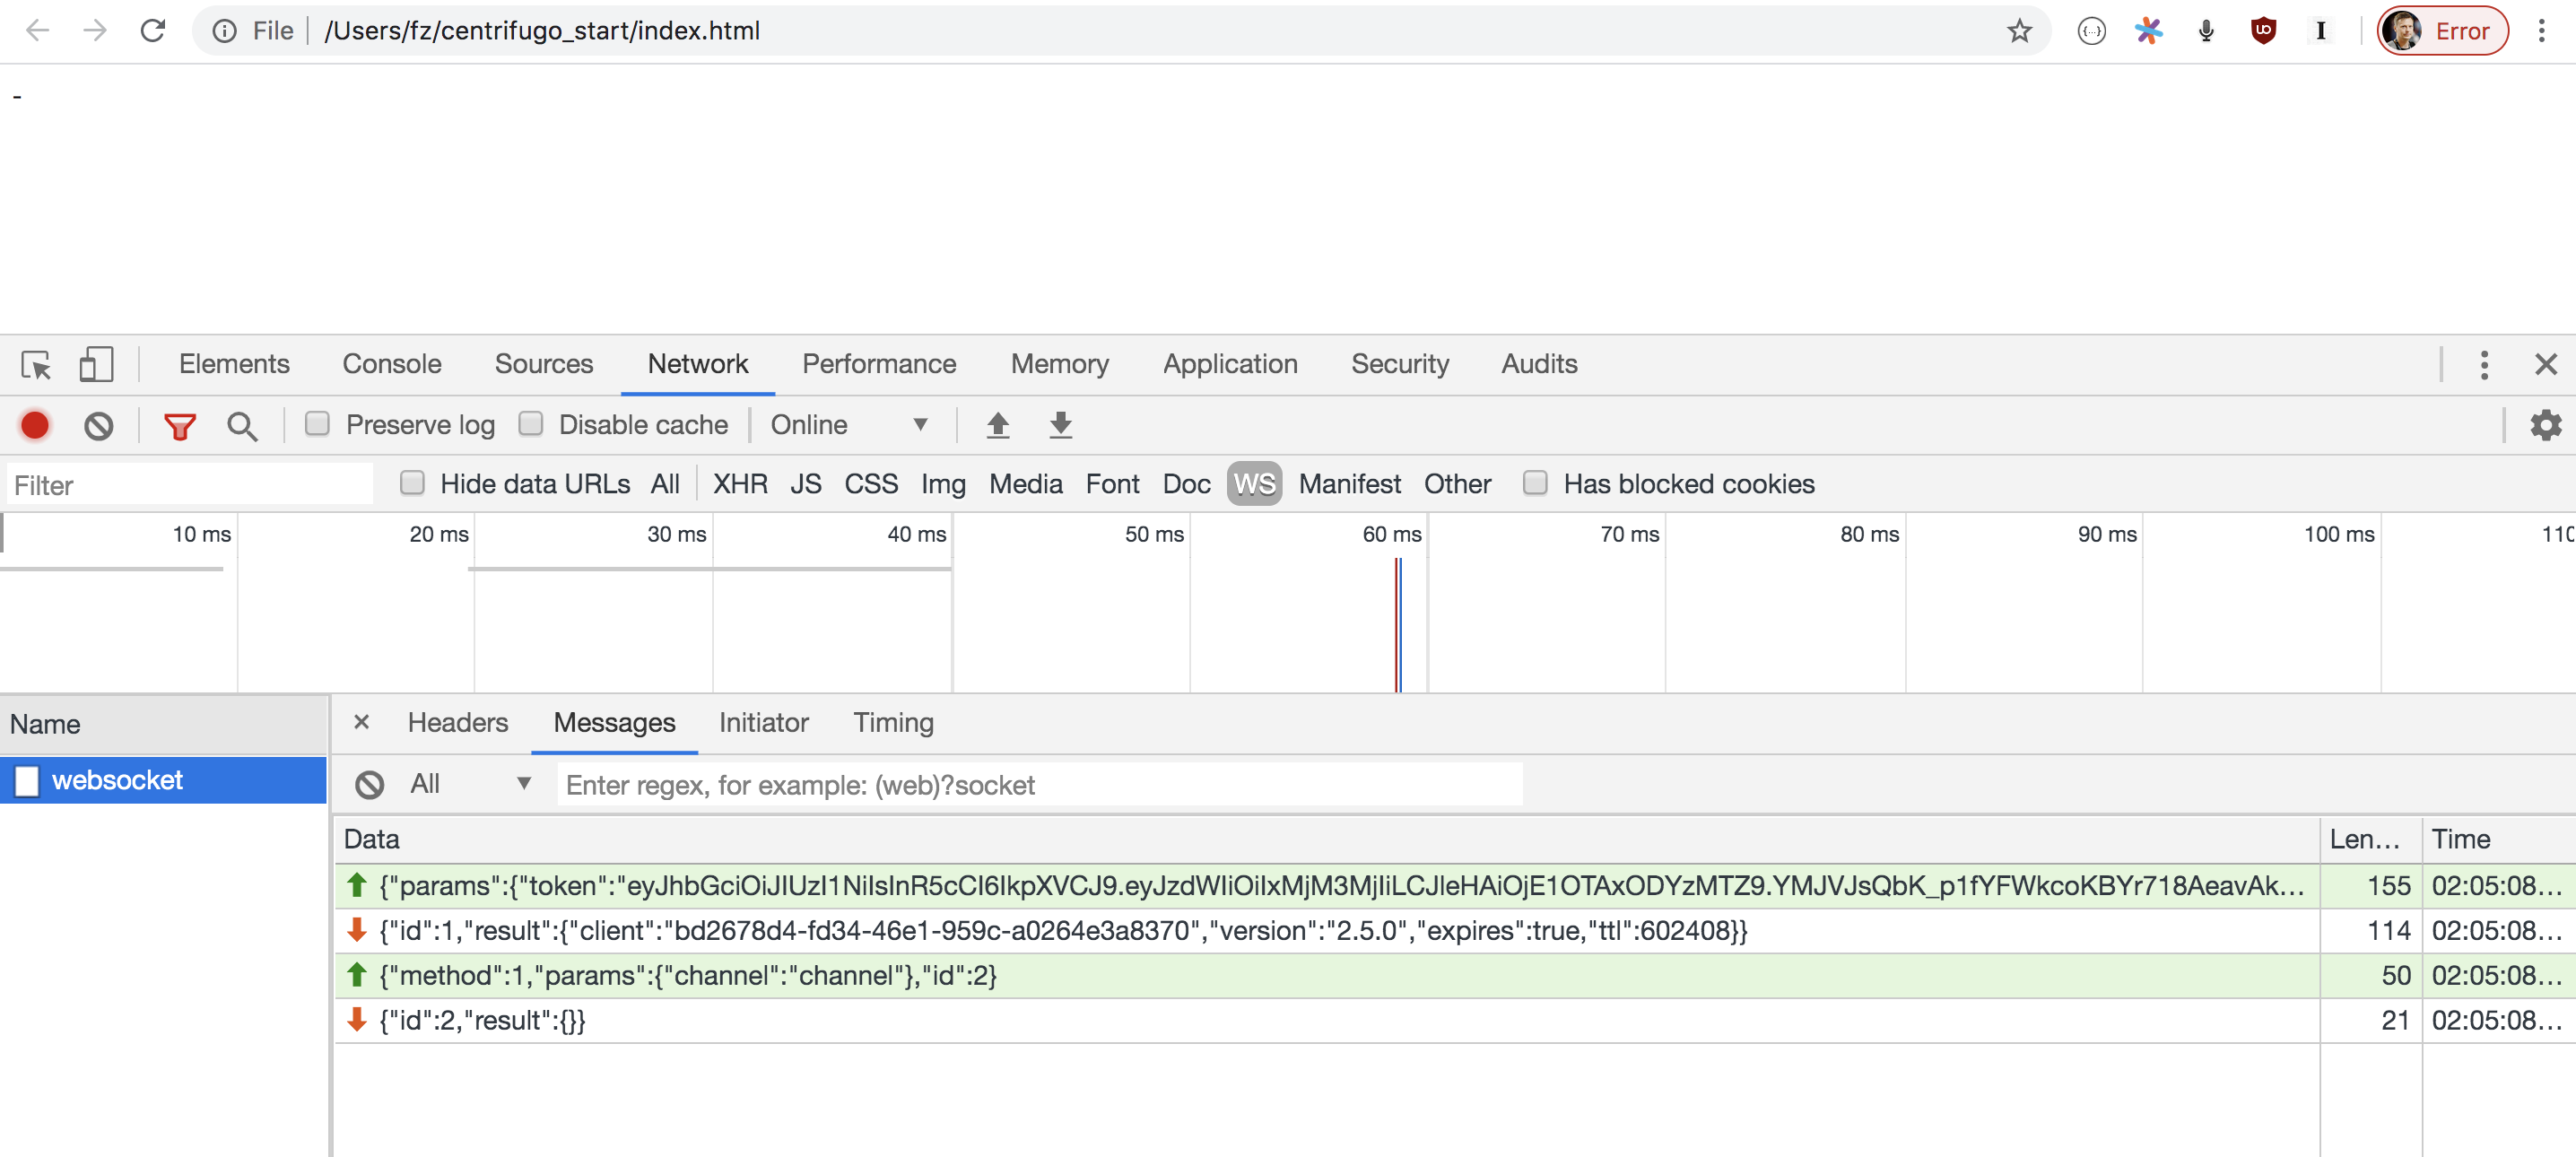 File /Users/fz/centrifugo_start/index.html Error
-
Elements Console Sources Network Performance Memory Application Security Audits
Preserve log Disable cache Online
Filter Hide data URLs All XHR JS CSS Img Media Font Doc WS Manifest Other Has blocked cookies
10 ms 20 ms 30 ms 40 ms 50 ms 60 ms 70 ms 80 ms 90 ms 100 ms 110
Name × Headers Messages Initiator Timing
websocket All Enter regex, for example: (web)?socket
Data Len... Time
{"params":{"token":"eyJhbGciOiJIUzI1NiIsInR5cCI6IkpXVCJ9.eyJzdWIiOiIxMjM3MjIiLCJleHAiOjE1OTAxODYzMTZ9.YMJVJsQbK_p1fYFWkcoKBYr718AeavAk... 155 02:05:08...
{"id":1,"result":{"client":"bd2678d4-fd34-46e1-959c-a0264e3a8370","version":"2.5.0","expires":true,"ttl":602408}} 114 02:05:08...
{"method":1,"params":{"channel":"channel"},"id":2} 50 02:05:08...
{"id":2,"result":{}} 21 02:05:08...